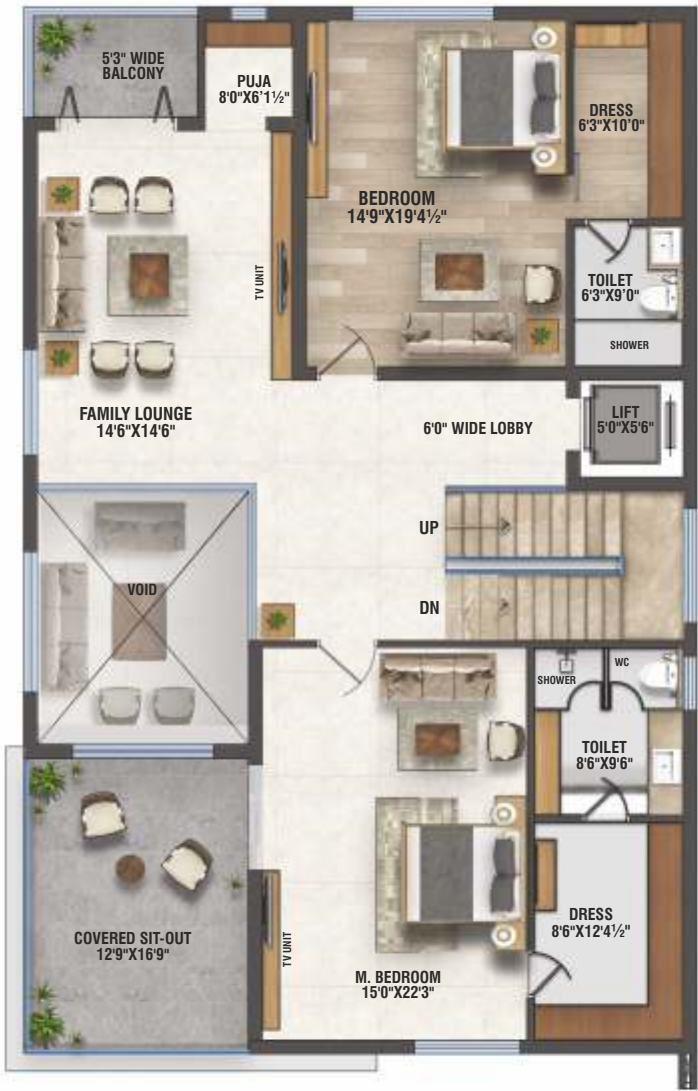 5'3" WIDE
BALCONY
PUJA
8'0"X6'1½"
DRESS
6'3"X10'0"
BEDROOM
14'9"X19'4½"
TV UNIT
TOILET
6'3"X9'0"
SHOWER
FAMILY LOUNGE
14'6"X14'6"
6'0" WIDE LOBBY
LIFT
5'0"X5'6"
UP
VOID
DN
SHOWER
WC
TOILET
8'6"X9'6"
DRESS
8'6"X12'4½"
COVERED SIT-OUT
12'9"X16'9"
TV UNIT
M. BEDROOM
15'0"X22'3"